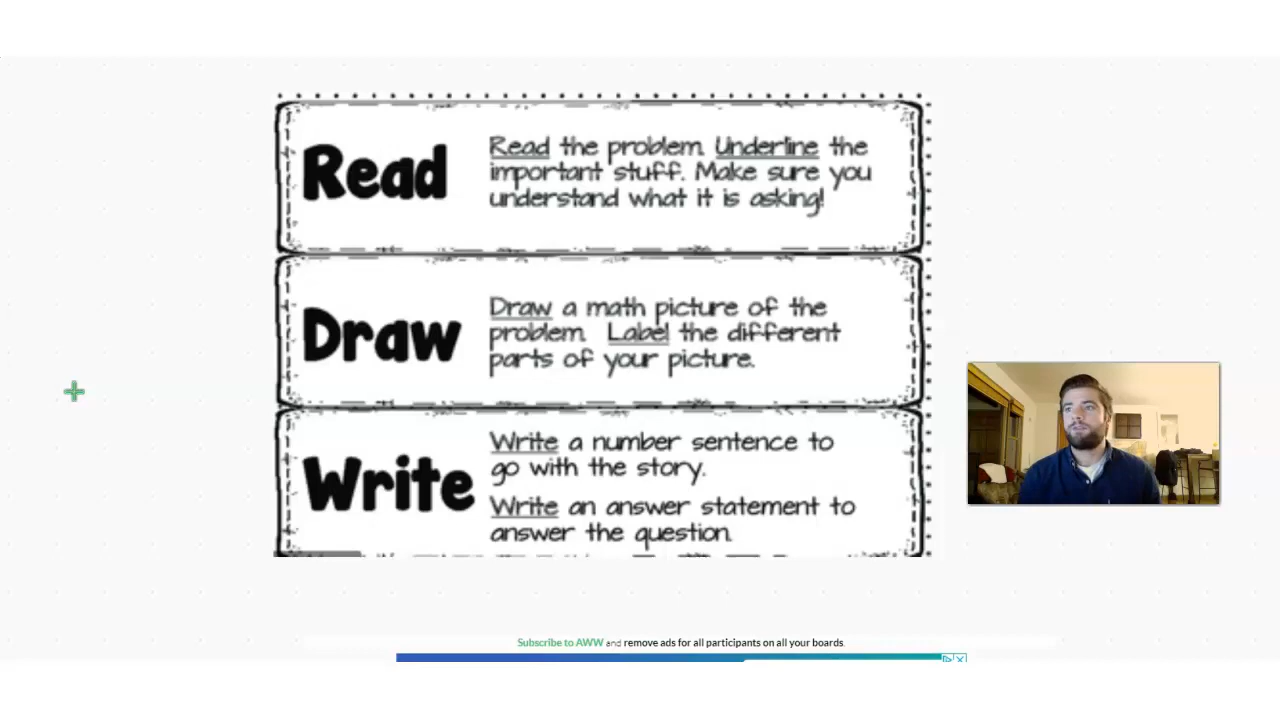 Read
Read the problem. Underline the
important stuff. Make sure you
understand what it is asking!
Draw
Draw a math picture of the
problem. Label the different
parts of your picture.
Write
Write a number sentence to
go with the story.
Write an answer statement to
answer the question.
Subscribe to AWW and remove ads for all participants on all your boards.